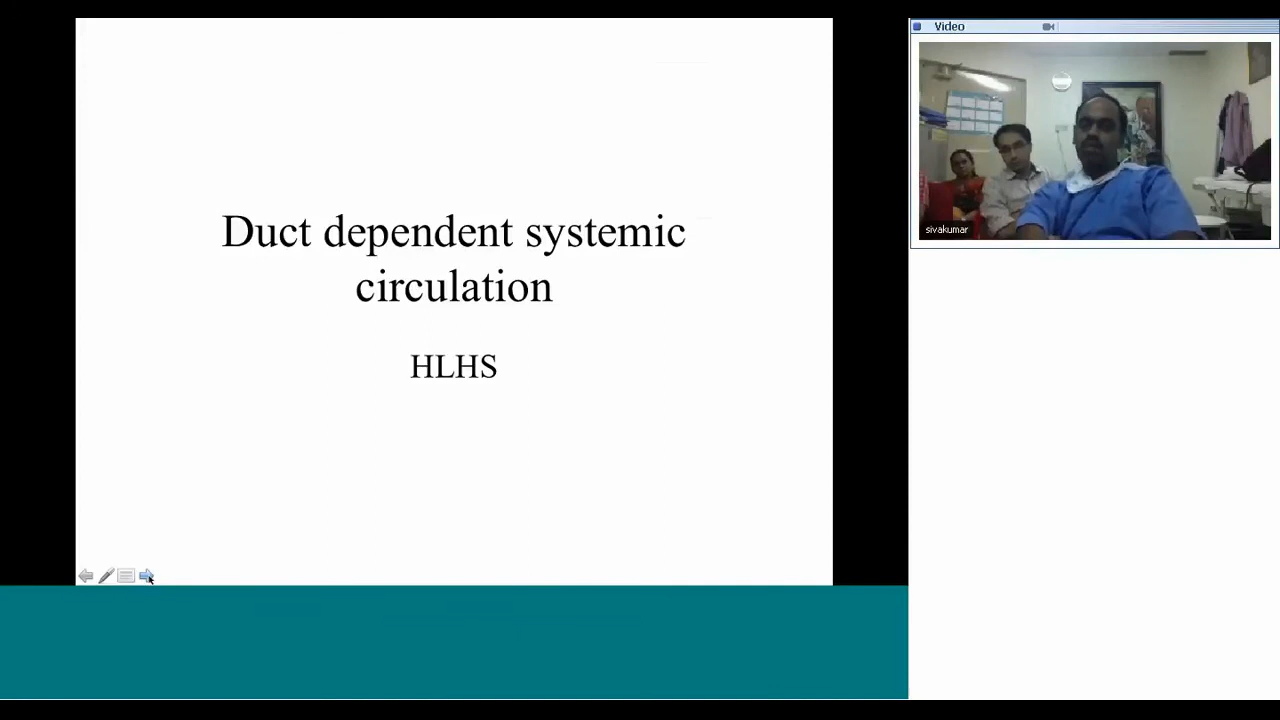 Duct dependent systemic
circulation
HLHS
Video
sivakumar